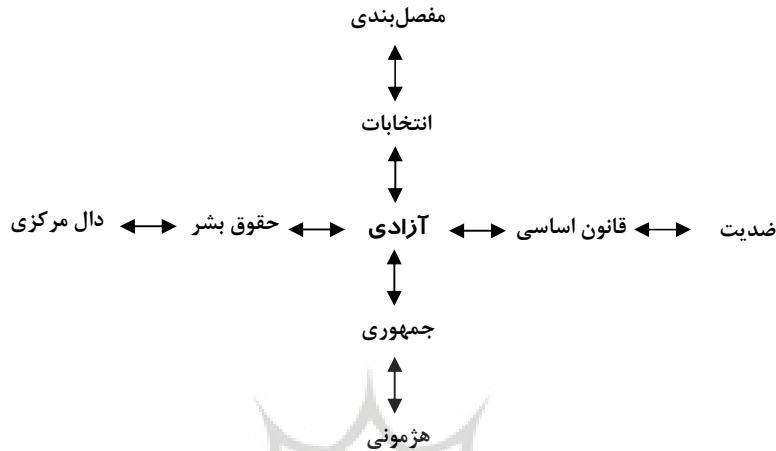 مفصل‌بندی
انتخابات
ضدیت قانون اساسی آزادی حقوق بشر دال مرکزی
جمهوری
هژمونی